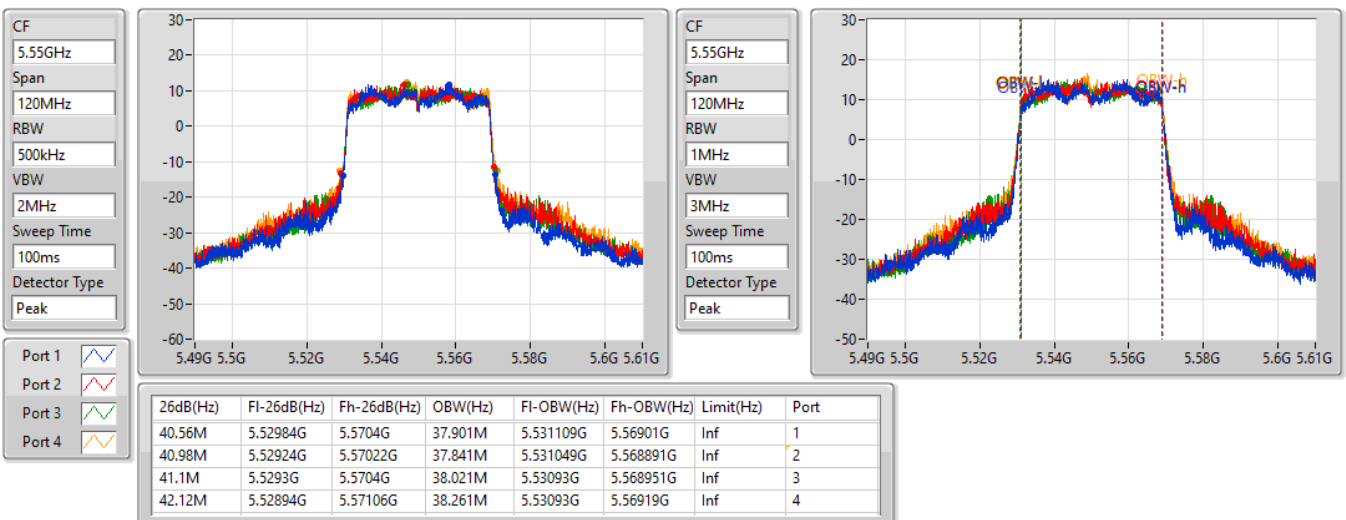 CF
5.55GHz
Span
120MHz
RBW
500kHz
VBW
2MHz
Sweep Time
100ms
Detector Type
Peak
30
20
10
0
-10
-20
-30
-40
-50
-60
5.49G 5.5G 5.52G 5.54G 5.56G 5.58G 5.6G 5.61G
CF
5.55GHz
Span
120MHz
RBW
1MHz
VBW
3MHz
Sweep Time
100ms
Detector Type
Peak
30
20
10
0
-10
-20
-30
-40
-50
OBW-l OBW-h
5.49G 5.5G 5.52G 5.54G 5.56G 5.58G 5.6G 5.61G
Port 1
Port 2
Port 3
Port 4
26dB(Hz) Fl-26dB(Hz) Fh-26dB(Hz) OBW(Hz) Fl-OBW(Hz) Fh-OBW(Hz) Limit(Hz) Port
40.56M 5.52984G 5.5704G 37.901M 5.531109G 5.56901G Inf 1
40.98M 5.52924G 5.57022G 37.841M 5.531049G 5.568891G Inf 2
41.1M 5.5293G 5.5704G 38.021M 5.53093G 5.568951G Inf 3
42.12M 5.52894G 5.57106G 38.261M 5.53093G 5.56919G Inf 4